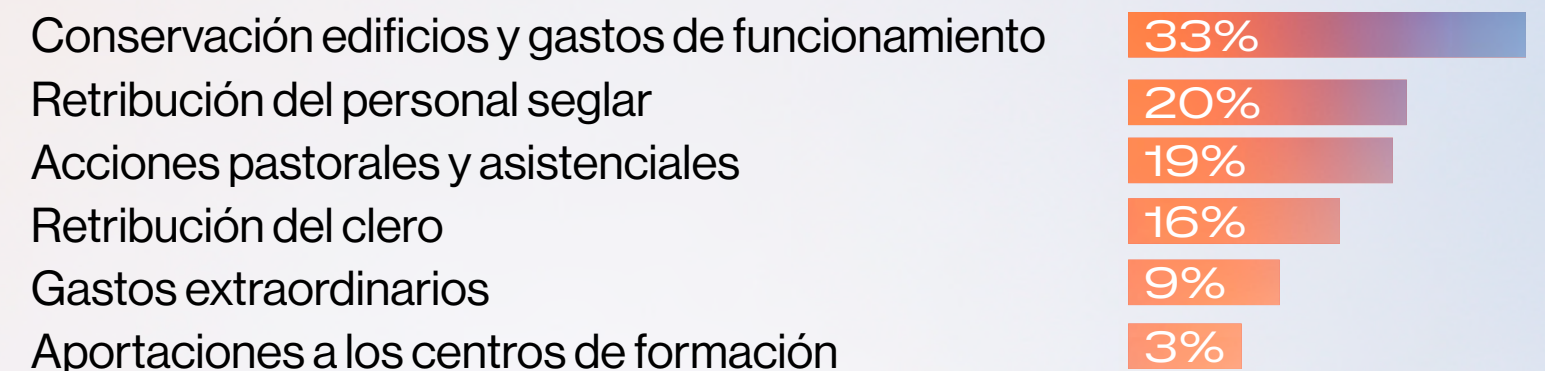 Conservación edificios y gastos de funcionamiento 33%
Retribución del personal seglar 20%
Acciones pastorales y asistenciales 19%
Retribución del clero 16%
Gastos extraordinarios 9%
Aportaciones a los centros de formación 3%